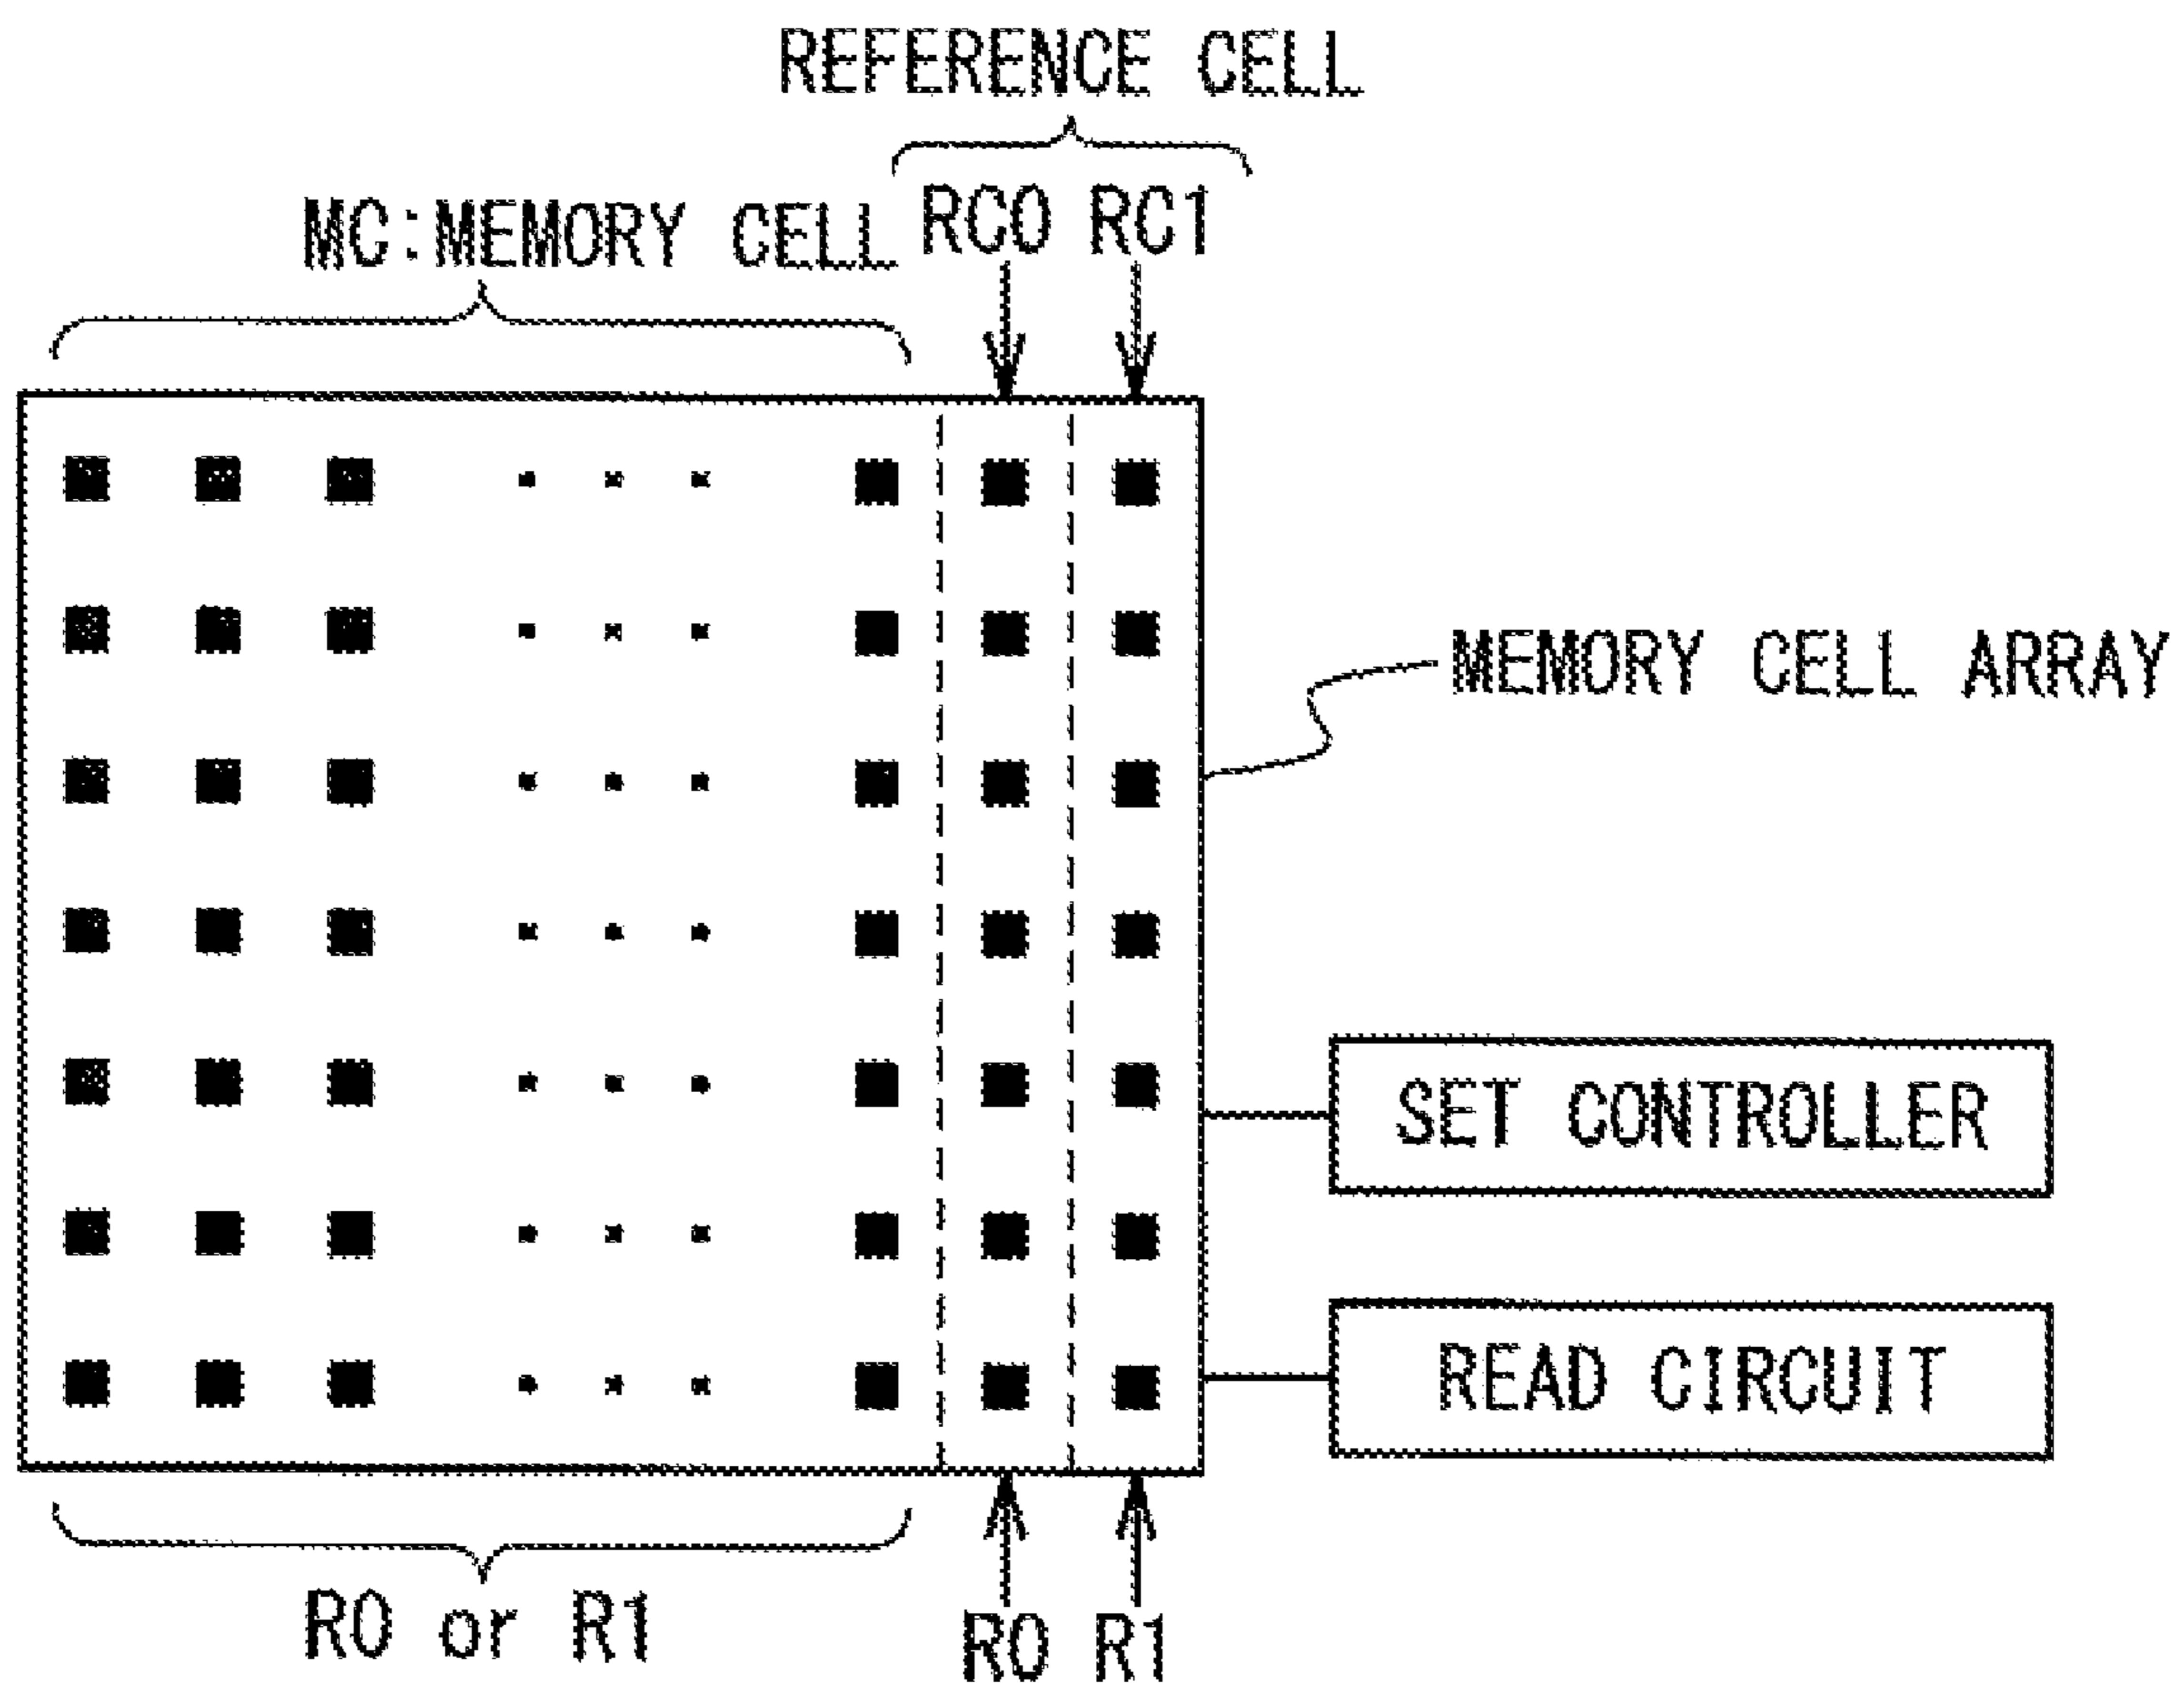 REFERENCE CELL
MC:MEMORY CELL RC0 RC1
MEMORY CELL ARRAY
SET CONTROLLER
READ CIRCUIT
R0 or R1 R0 R1